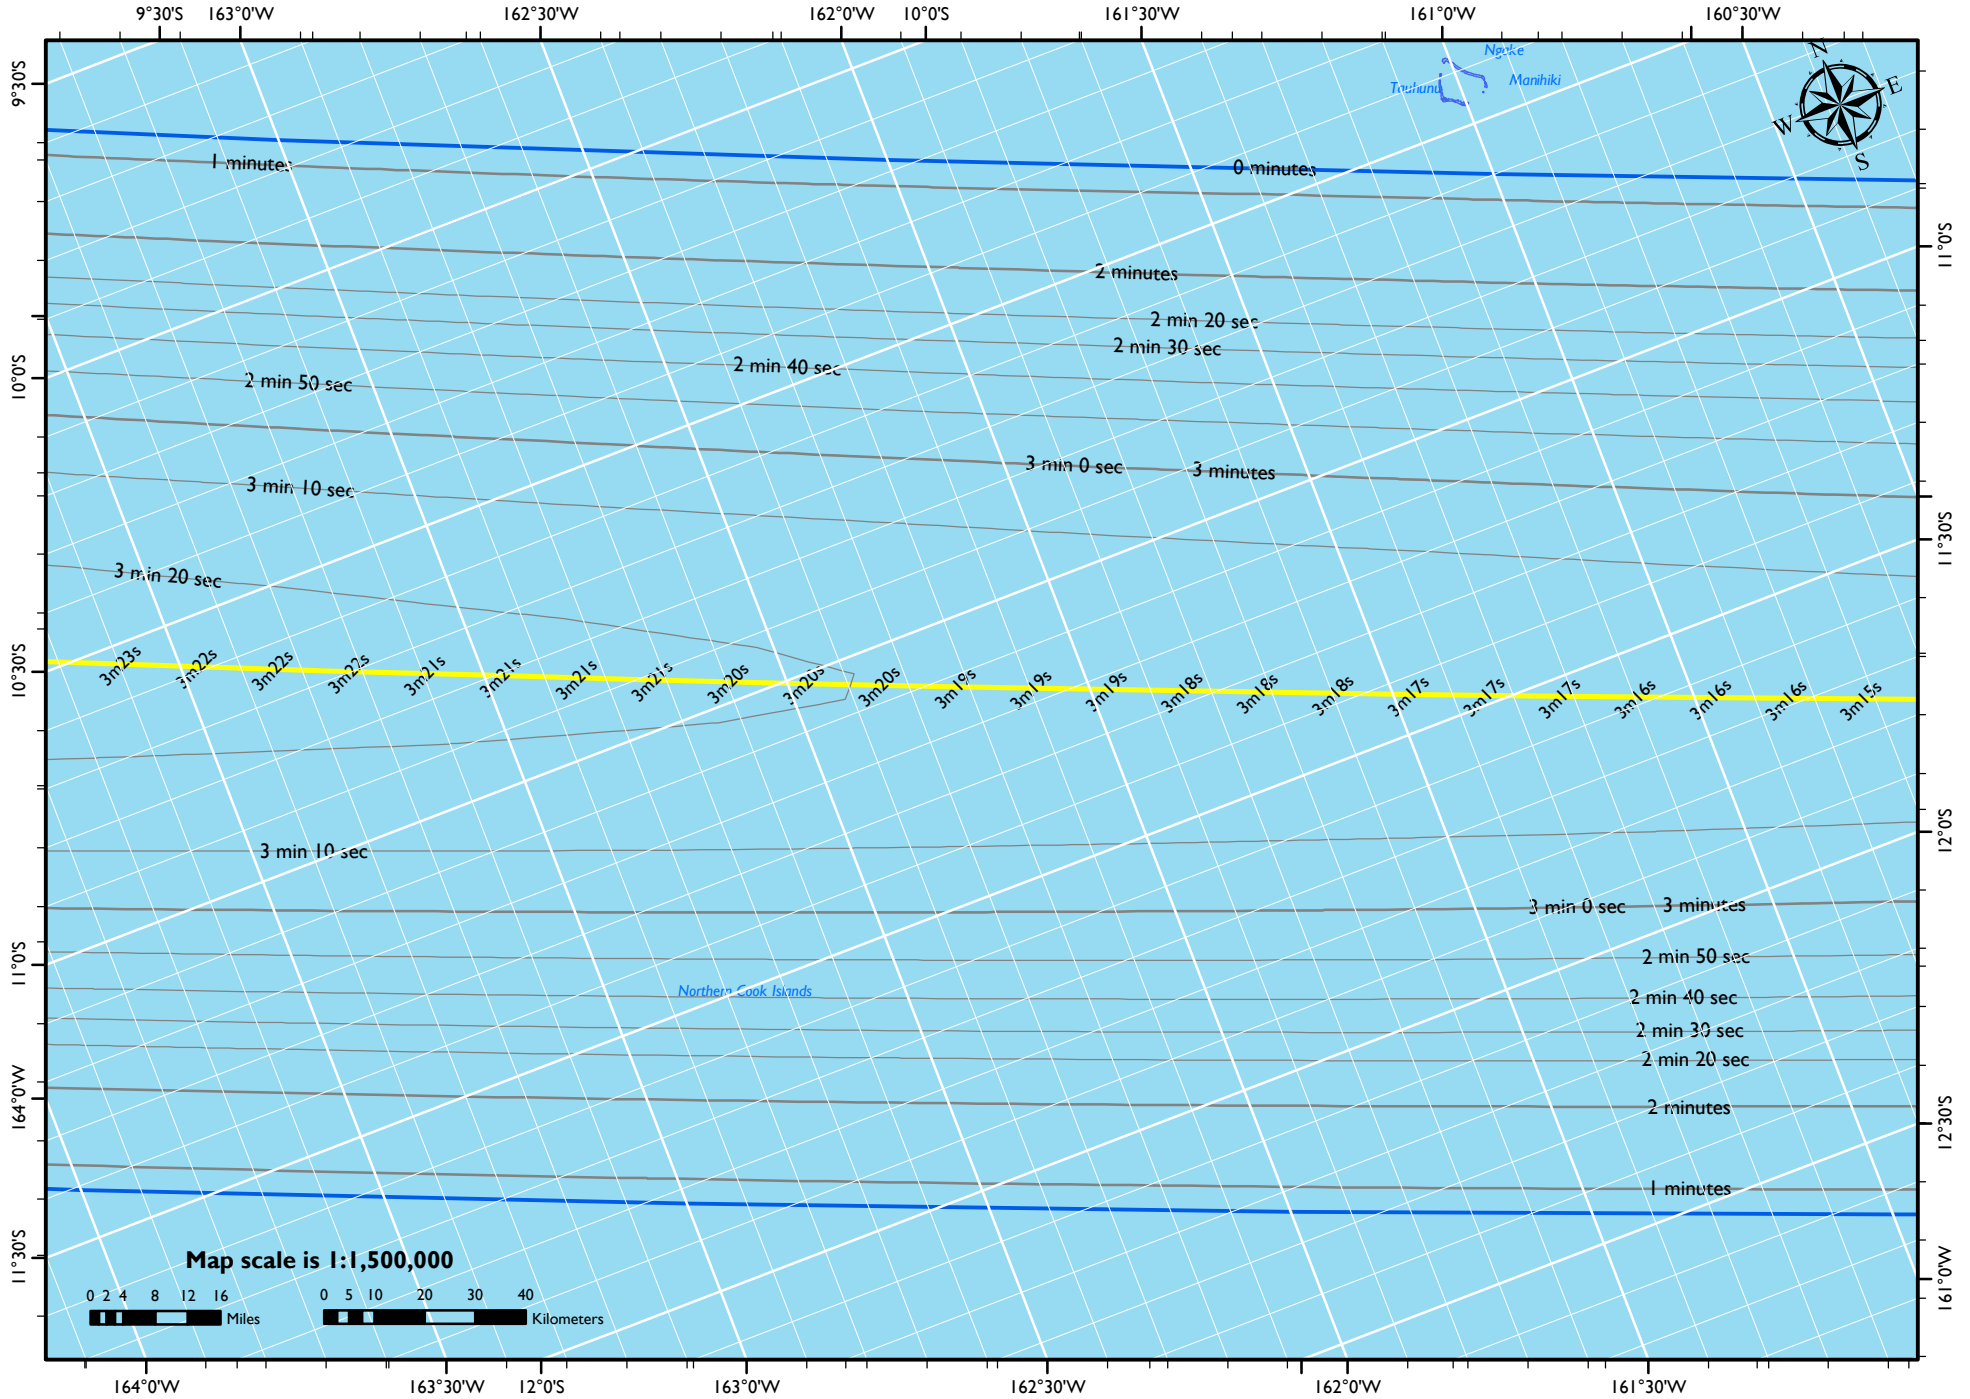 9°30'S 163°0'W 162°30'W 162°0'W 10°0'S 161°30'W 161°0'W 160°30'W
Ngake
Tauhunu
Manihiki
N
E
W
S
9°30'S
10°0'S
10°30'S
11°0'S
164°0'W
11°30'S
11°0'S
11°30'S
12°0'S
12°30'S
161°0'W
1 minutes
0 minutes
2 minutes
2 min 20 sec
2 min 30 sec
2 min 40 sec
2 min 50 sec
3 min 0 sec 3 minutes
3 min 10 sec
3 min 20 sec
3m23s 3m22s 3m22s 3m22s 3m21s 3m21s 3m21s 3m21s 3m20s 3m20s 3m20s 3m19s 3m19s 3m19s 3m18s 3m18s 3m18s 3m17s 3m17s 3m17s 3m16s 3m16s 3m16s 3m15s
3 min 10 sec
3 min 0 sec 3 minutes
2 min 50 sec
Northern Cook Islands
2 min 40 sec
2 min 30 sec
2 min 20 sec
2 minutes
1 minutes
Map scale is 1:1,500,000
0 2 4 8 12 16
Miles
0 5 10 20 30 40
Kilometers
164°0'W 163°30'W 12°0'S 163°0'W 162°30'W 162°0'W 161°30'W